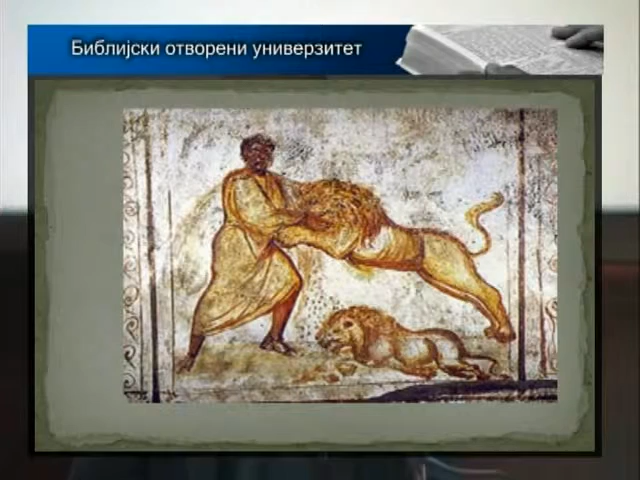 Библијски отворени универзитет